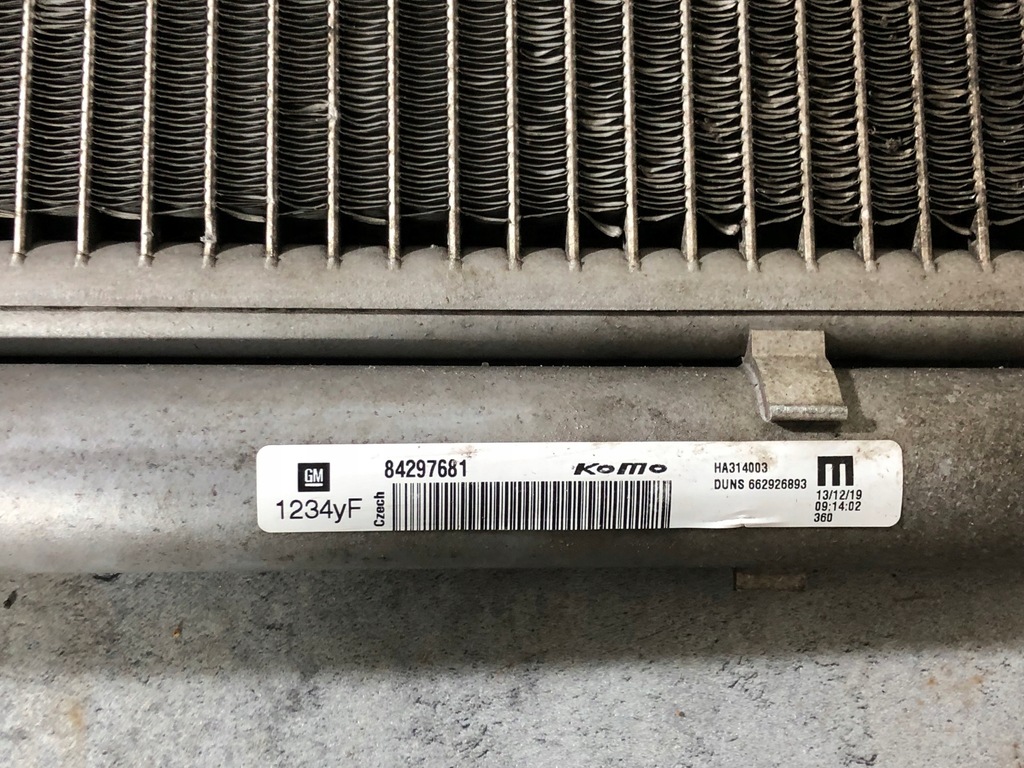 GM
84297681
KoMo
HA314003
DUNS 662926893
1234yF
Czech
13/12/19
09:14:02
360